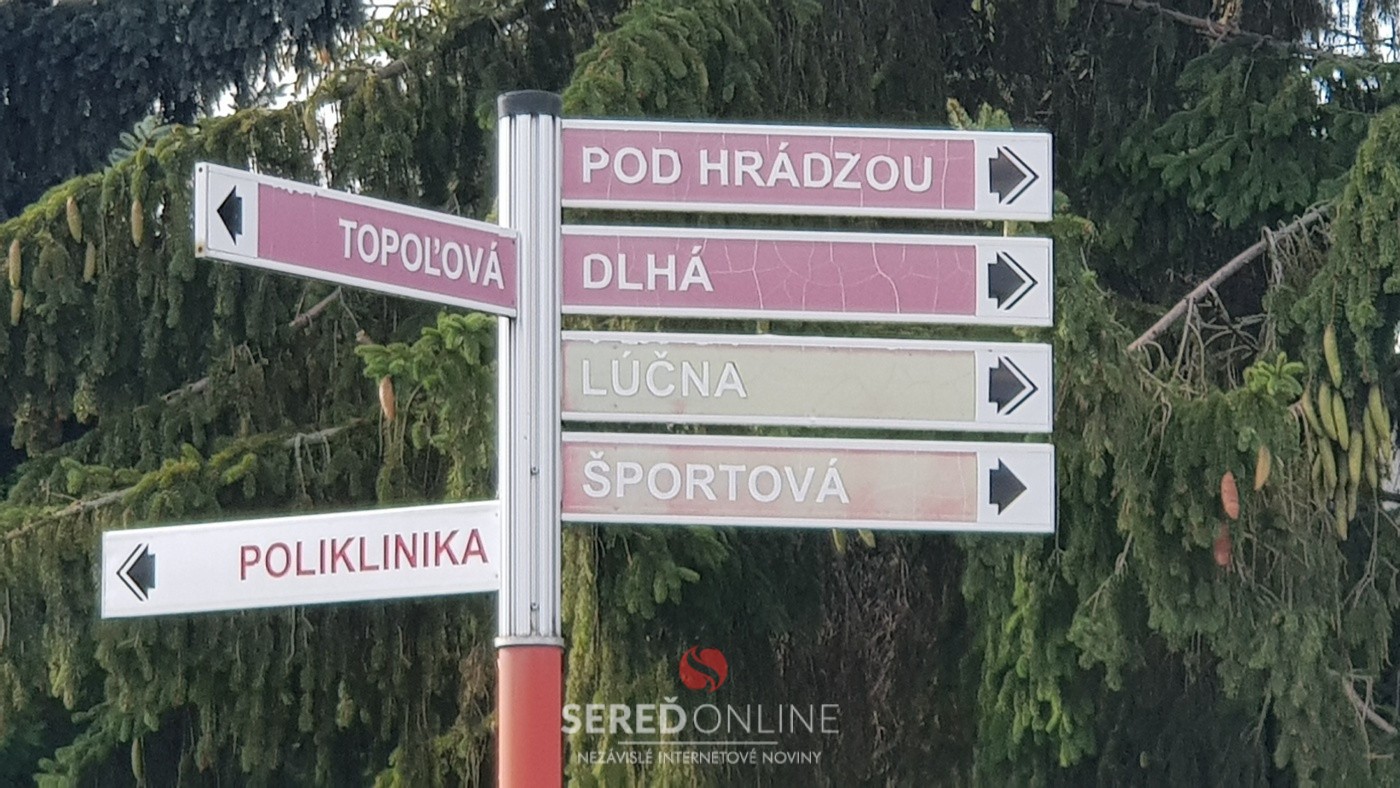 TOPOĽOVÁ
POLIKLINIKA
POD HRÁDZOU
DLHÁ
LÚČNA
ŠPORTOVÁ
SEREĎONLINE
NEZÁVISLÉ INTERNETOVÉ NOVINY